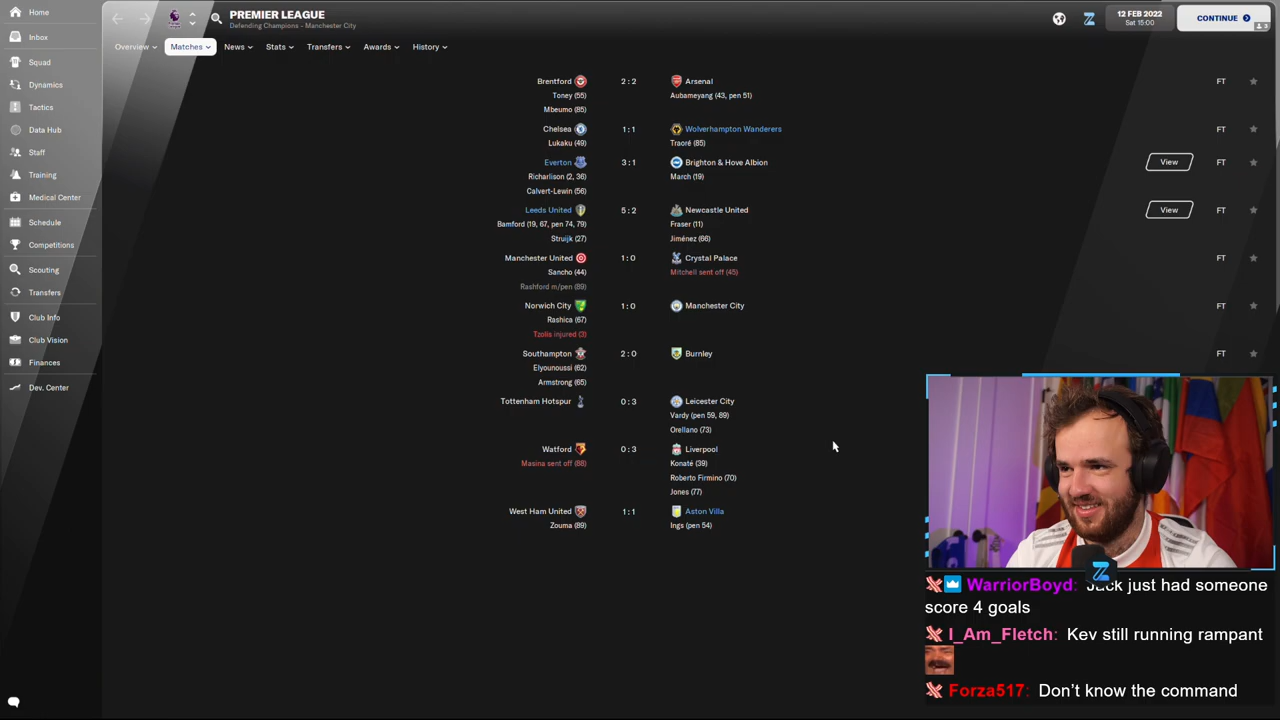 PREMIER LEAGUE
Defending Champions - Manchester City
12 FEB 2022
Sat 15:00
CONTINUE
3
Home
Inbox
Squad
Dynamics
Tactics
Data Hub
Staff
Training
Medical Center
Schedule
Competitions
Scouting
Transfers
Club Info
Club Vision
Finances
Dev. Center
Overview
Matches
News
Stats
Transfers
Awards
History
Brentford 2 : 2 Arsenal FT
Toney (55) Aubameyang (43, pen 51)
Mbeumo (85)
Chelsea 1 : 1 Wolverhampton Wanderers FT
Lukaku (49) Traoré (85)
Everton 3 : 1 Brighton & Hove Albion View FT
Richarlison (2, 36) March (19)
Calvert-Lewin (56)
Leeds United 5 : 2 Newcastle United View FT
Bamford (19, 67, pen 74, 79) Fraser (11)
Struijk (27) Jiménez (66)
Manchester United 1 : 0 Crystal Palace FT
Sancho (44) Mitchell sent off (45)
Rashford m/pen (89)
Norwich City 1 : 0 Manchester City FT
Rashica (67)
Tzolis injured (3)
Southampton 2 : 0 Burnley FT
Elyounoussi (62)
Armstrong (65)
Tottenham Hotspur 0 : 3 Leicester City
Vardy (pen 59, 89)
Orellano (73)
Watford 0 : 3 Liverpool
Masina sent off (88) Konaté (39)
Roberto Firmino (70)
Jones (77)
West Ham United 1 : 1 Aston Villa
Zouma (89) Ings (pen 54)
WarriorBoyd: Jack just had someone
score 4 goals
I_Am_Fletch: Kev still running rampant
Forza517: Don't know the command